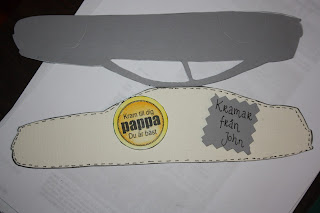 Kram till dig
pappa
Du är bäst
Kramar
från
John